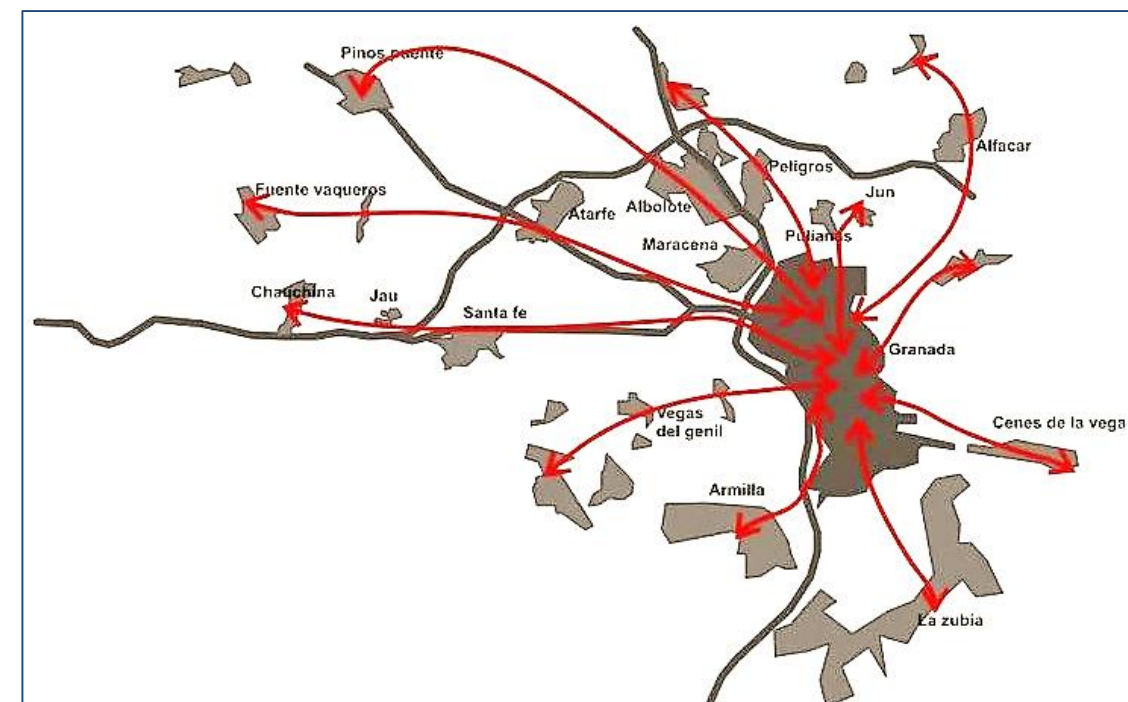 Pinos puente
Alfacar
Peligros
Fuente vaqueros
Jun
Albolote
Atarfe
Pulianas
Maracena
Chauchina
Jau
Santa fe
Granada
Vegas
del genil
Cenes de la vega
Armilla
La zubia